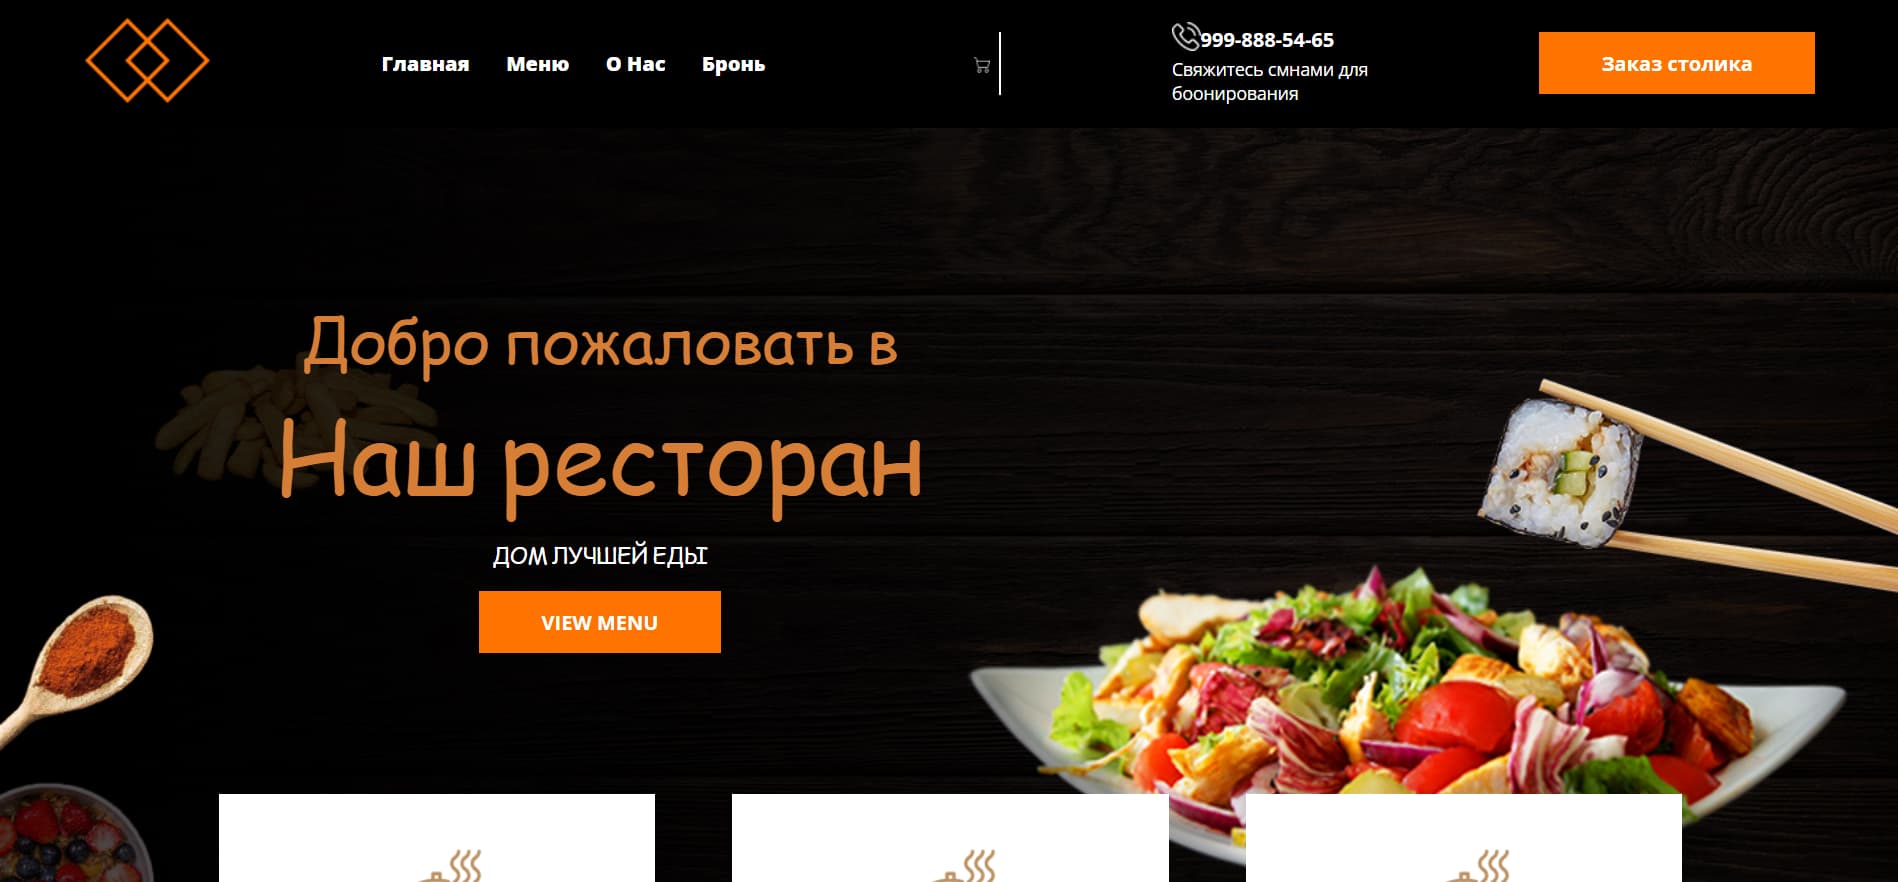 Главная Меню О Нас Бронь
999-888-54-65
Свяжитесь смнами для
боонирования
Заказ столика
Добро пожаловать в
Наш ресторан
ДОМ ЛУЧШЕЙ ЕДЫ
VIEW MENU